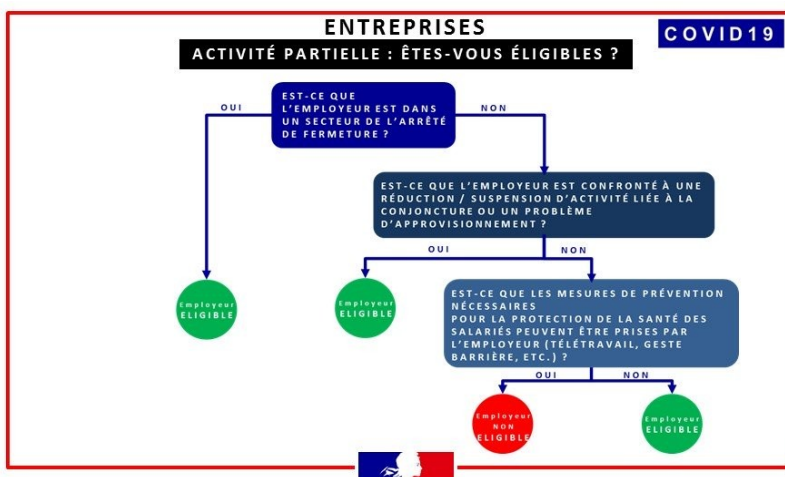 ENTREPRISES
COVID19
ACTIVITÉ PARTIELLE : ÊTES-VOUS ÉLIGIBLES ?
OUI
EST-CE QUE
L'EMPLOYEUR EST DANS
UN SECTEUR DE L'ARRÊTÉ
DE FERMETURE ?
NON
EST-CE QUE L'EMPLOYEUR EST CONFRONTÉ À UNE
RÉDUCTION / SUSPENSION D'ACTIVITÉ LIÉE À LA
CONJONCTURE OU UN PROBLÈME
D'APPROVISIONNEMENT ?
OUI
NON
Employeur
ELIGIBLE
Employeur
ELIGIBLE
EST-CE QUE LES MESURES DE PRÉVENTION
NÉCESSAIRES
POUR LA PROTECTION DE LA SANTÉ DES
SALARIÉS PEUVENT ÊTRE PRISES PAR
L'EMPLOYEUR (TÉLÉTRAVAIL, GESTE
BARRIÈRE, ETC.) ?
OUI
NON
Employeur
NON
ELIGIBLE
Employeur
ELIGIBLE